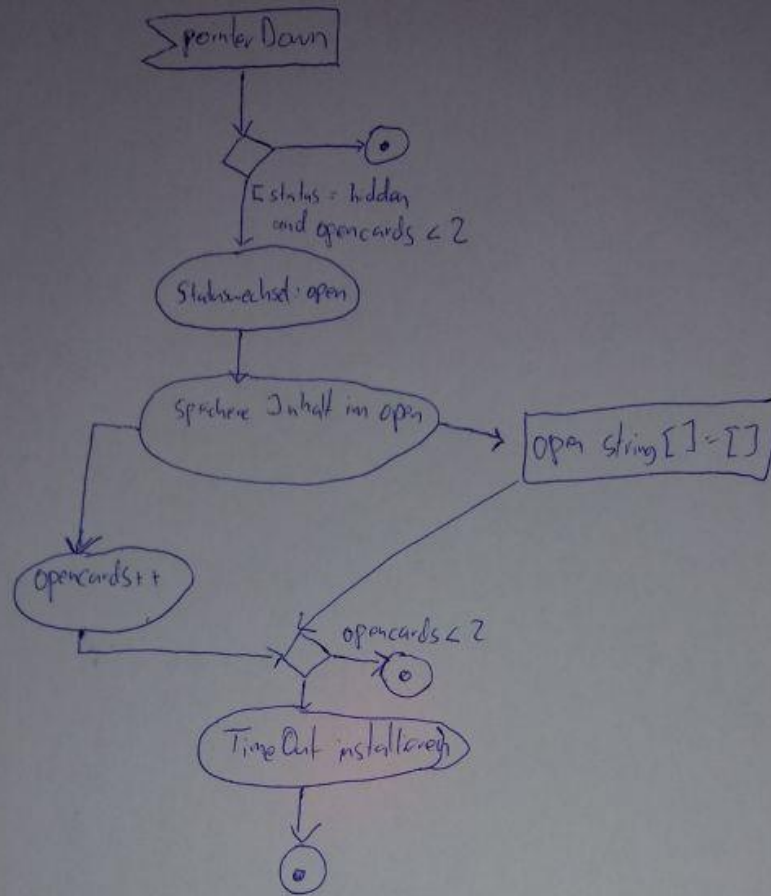 pointerDown
[status = hidden
and opencards < 2
Statuswechsel: open
Speichere Inhalt im open
open string [] = []
opencards++
opencards < 2
TimeOut installieren